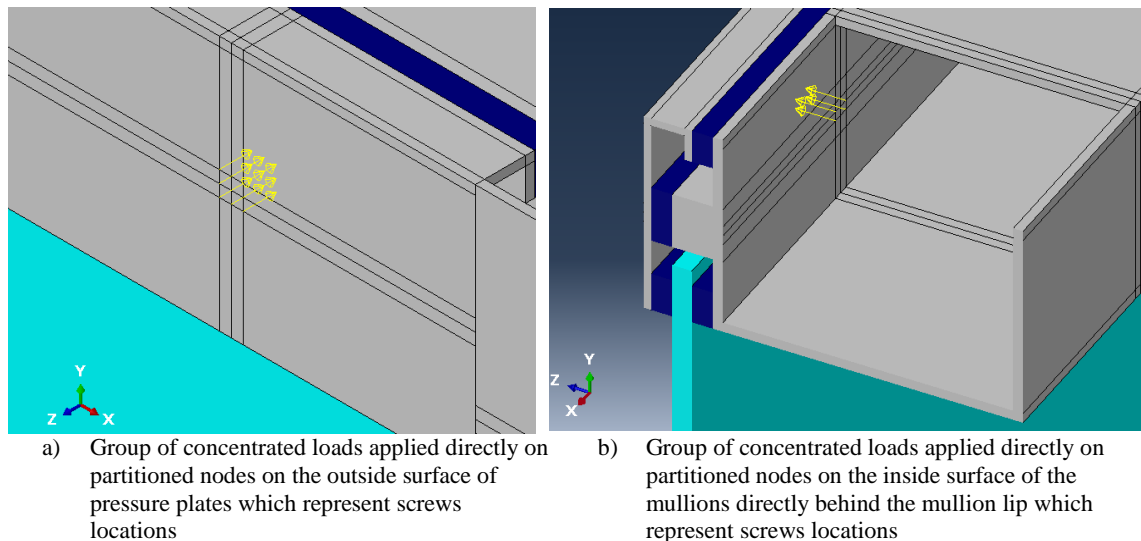 Y
Z
X
Y
Z
X
a) Group of concentrated loads applied directly on
partitioned nodes on the outside surface of
pressure plates which represent screws
locations
b) Group of concentrated loads applied directly on
partitioned nodes on the inside surface of the
mullions directly behind the mullion lip which
represent screws locations